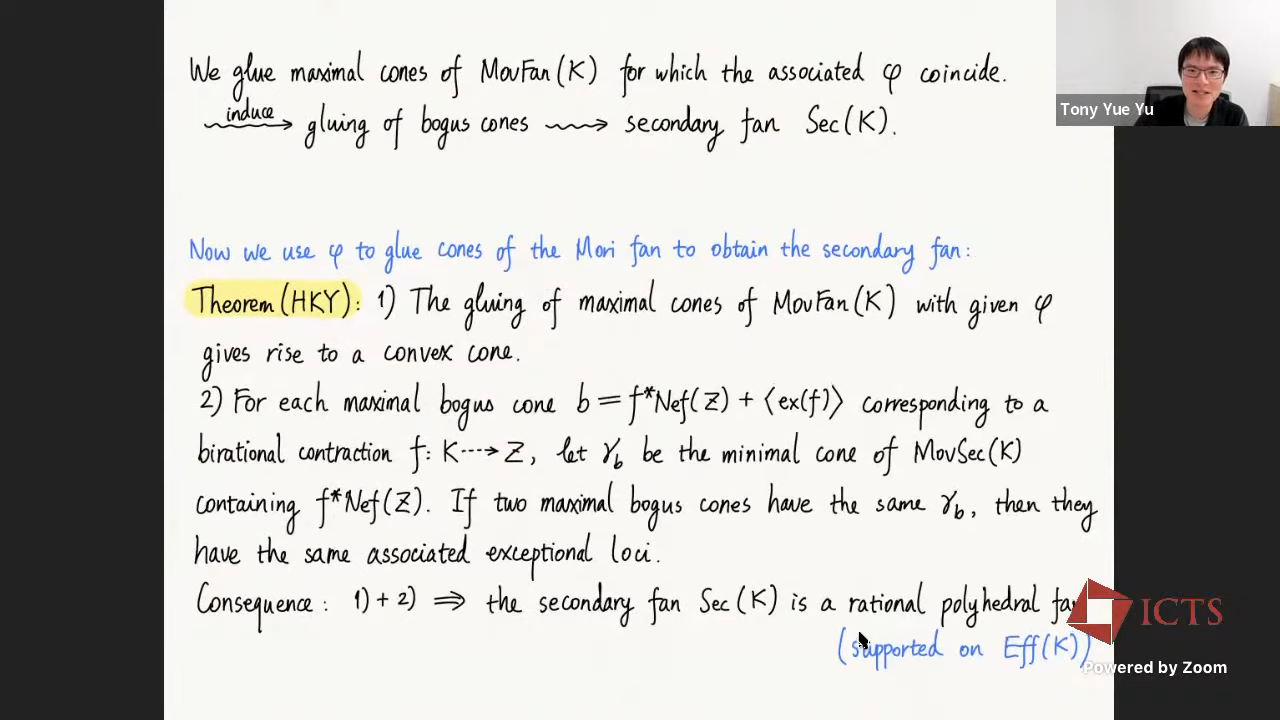 We glue maximal cones of MovFan(K) for which the associated φ coincide.
induce
⟿ gluing of bogus cones ⟿ secondary fan Sec(K).
Tony Yue Yu
Now we use φ to glue cones of the Mori fan to obtain the secondary fan:
Theorem (HKY): 1) The gluing of maximal cones of MovFan(K) with given φ
gives rise to a convex cone.
2) For each maximal bogus cone b = f*Nef(Z) + ⟨ex(f)⟩ corresponding to a
birational contraction f: K ⇢ Z, let γ_b be the minimal cone of MovSec(K)
containing f*Nef(Z). If two maximal bogus cones have the same γ_b, then they
have the same associated exceptional loci.
Consequence: 1) + 2) ⟹ the secondary fan Sec(K) is a rational polyhedral fa
(supported on Eff(K))
ICTS
Powered by Zoom